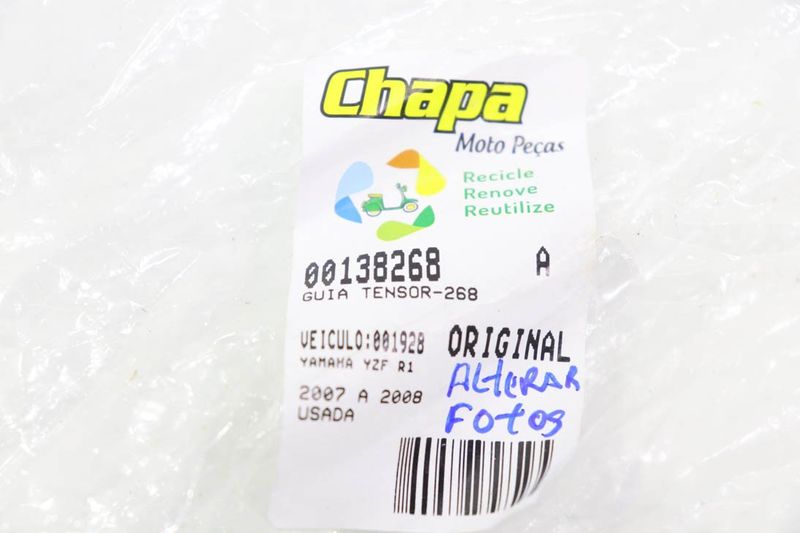 Chapa
Moto Peças
Recicle
Renove
Reutilize
00138268 A
GUIA TENSOR-268
VEICULO:001928 ORIGINAL
YAMAHA YZF R1
ALterAR
2007 A 2008
USADA
Fotos